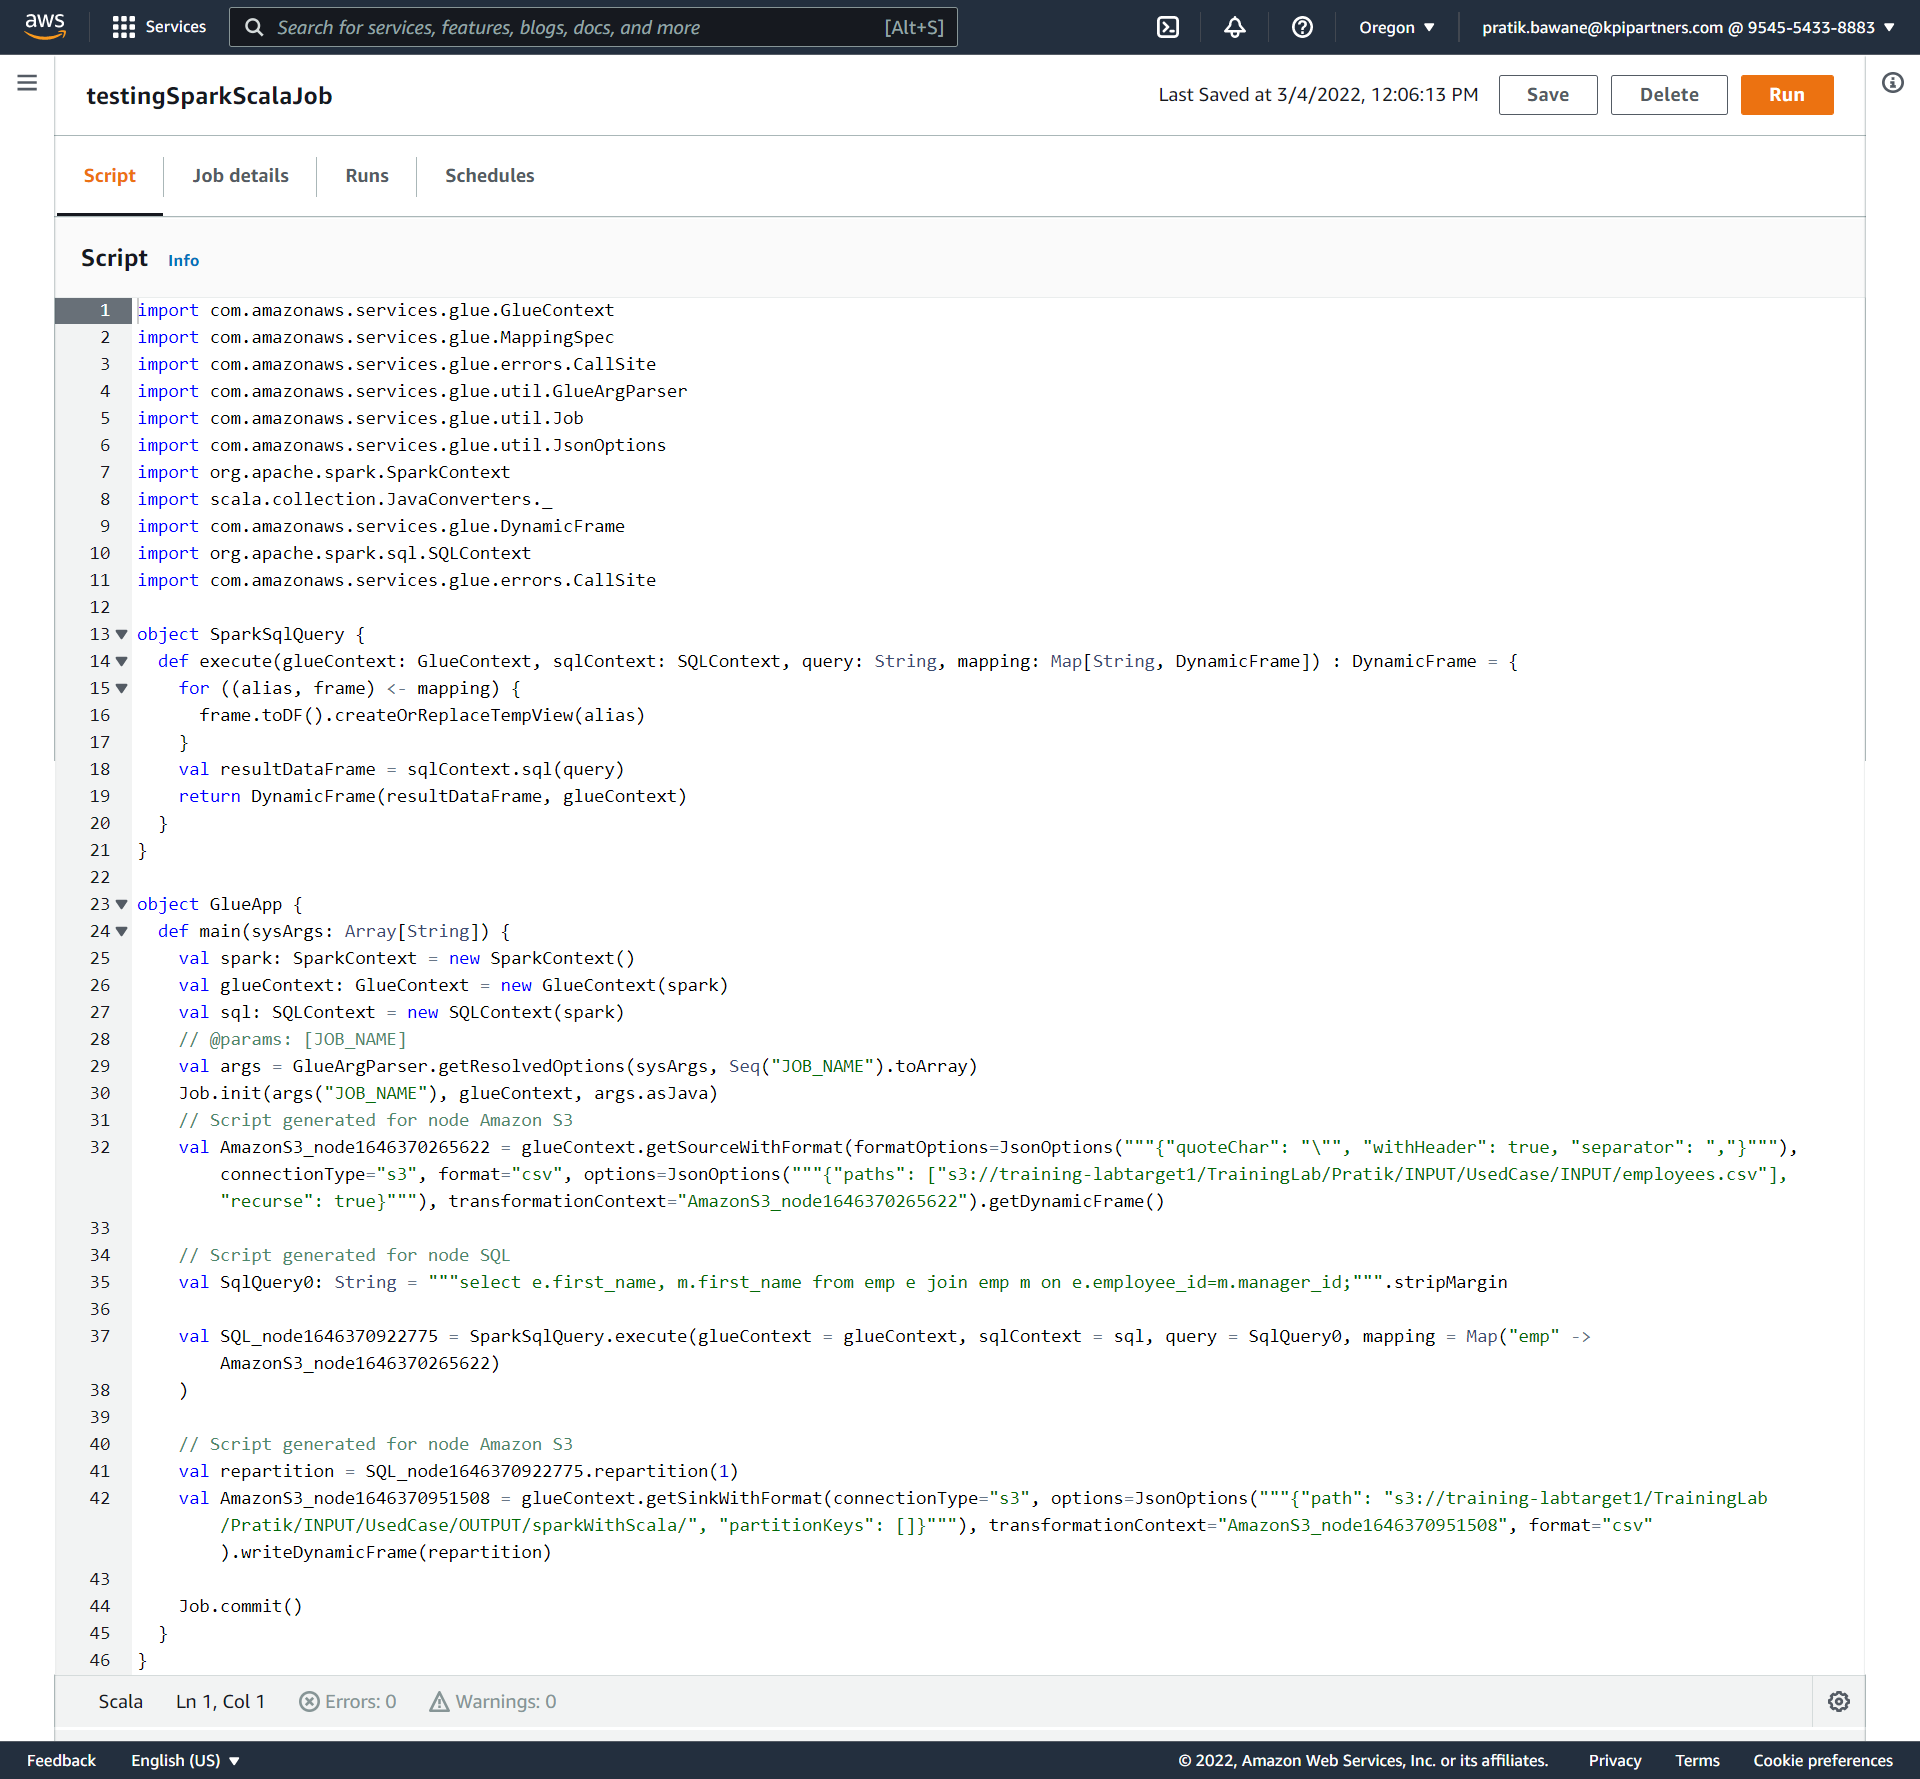 aws
Services
Search for services, features, blogs, docs, and more
[Alt+S]
Oregon ▼
pratik.bawane@kpipartners.com @ 9545-5433-8883 ▼
testingSparkScalaJob
Last Saved at 3/4/2022, 12:06:13 PM
Save
Delete
Run
Script
Job details
Runs
Schedules
Script Info
1 import com.amazonaws.services.glue.GlueContext
2 import com.amazonaws.services.glue.MappingSpec
3 import com.amazonaws.services.glue.errors.CallSite
4 import com.amazonaws.services.glue.util.GlueArgParser
5 import com.amazonaws.services.glue.util.Job
6 import com.amazonaws.services.glue.util.JsonOptions
7 import org.apache.spark.SparkContext
8 import scala.collection.JavaConverters._
9 import com.amazonaws.services.glue.DynamicFrame
10 import org.apache.spark.sql.SQLContext
11 import com.amazonaws.services.glue.errors.CallSite
12
13 object SparkSqlQuery {
14 def execute(glueContext: GlueContext, sqlContext: SQLContext, query: String, mapping: Map[String, DynamicFrame]) : DynamicFrame = {
15 for ((alias, frame) <- mapping) {
16 frame.toDF().createOrReplaceTempView(alias)
17 }
18 val resultDataFrame = sqlContext.sql(query)
19 return DynamicFrame(resultDataFrame, glueContext)
20 }
21 }
22
23 object GlueApp {
24 def main(sysArgs: Array[String]) {
25 val spark: SparkContext = new SparkContext()
26 val glueContext: GlueContext = new GlueContext(spark)
27 val sql: SQLContext = new SQLContext(spark)
28 // @params: [JOB_NAME]
29 val args = GlueArgParser.getResolvedOptions(sysArgs, Seq("JOB_NAME").toArray)
30 Job.init(args("JOB_NAME"), glueContext, args.asJava)
31 // Script generated for node Amazon S3
32 val AmazonS3_node1646370265622 = glueContext.getSourceWithFormat(formatOptions=JsonOptions("""{"quoteChar": "\"", "withHeader": true, "separator": ","}"""),
connectionType="s3", format="csv", options=JsonOptions("""{"paths": ["s3://training-labtarget1/TrainingLab/Pratik/INPUT/UsedCase/INPUT/employees.csv"],
"recurse": true}"""), transformationContext="AmazonS3_node1646370265622").getDynamicFrame()
33
34 // Script generated for node SQL
35 val SqlQuery0: String = """select e.first_name, m.first_name from emp e join emp m on e.employee_id=m.manager_id;""".stripMargin
36
37 val SQL_node1646370922775 = SparkSqlQuery.execute(glueContext = glueContext, sqlContext = sql, query = SqlQuery0, mapping = Map("emp" ->
AmazonS3_node1646370265622)
38 )
39
40 // Script generated for node Amazon S3
41 val repartition = SQL_node1646370922775.repartition(1)
42 val AmazonS3_node1646370951508 = glueContext.getSinkWithFormat(connectionType="s3", options=JsonOptions("""{"path": "s3://training-labtarget1/TrainingLab
/Pratik/INPUT/UsedCase/OUTPUT/sparkWithScala/", "partitionKeys": []}"""), transformationContext="AmazonS3_node1646370951508", format="csv"
).writeDynamicFrame(repartition)
43
44 Job.commit()
45 }
46 }
Scala
Ln 1, Col 1
Errors: 0
Warnings: 0
Feedback
English (US) ▼
© 2022, Amazon Web Services, Inc. or its affiliates.
Privacy
Terms
Cookie preferences